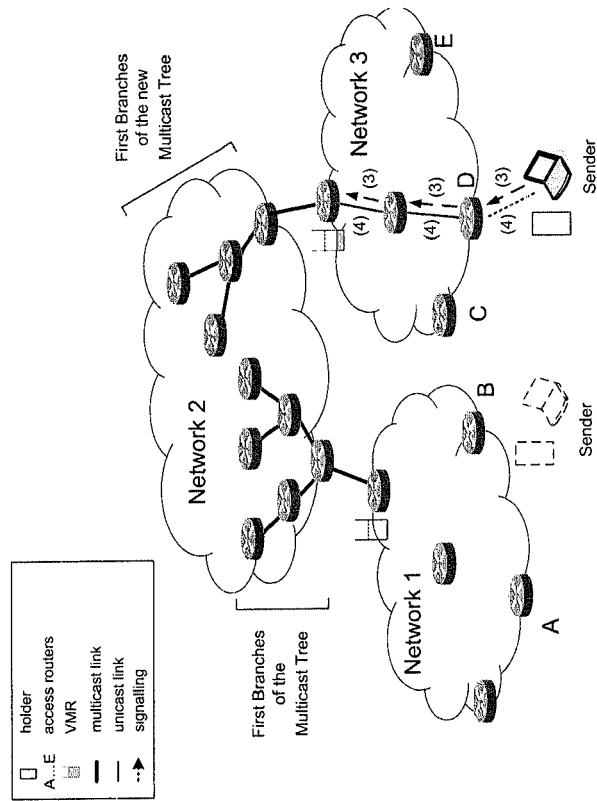 holder
A...E access routers
VMR
multicast link
unicast link
signalling
First Branches
of the
Multicast Tree
Network 2
First Branches
of the new
Multicast Tree
Network 1
A
B
Sender
Network 3
C
D
E
(3)
(4)
(3)
(4)
(3)
(4)
Sender